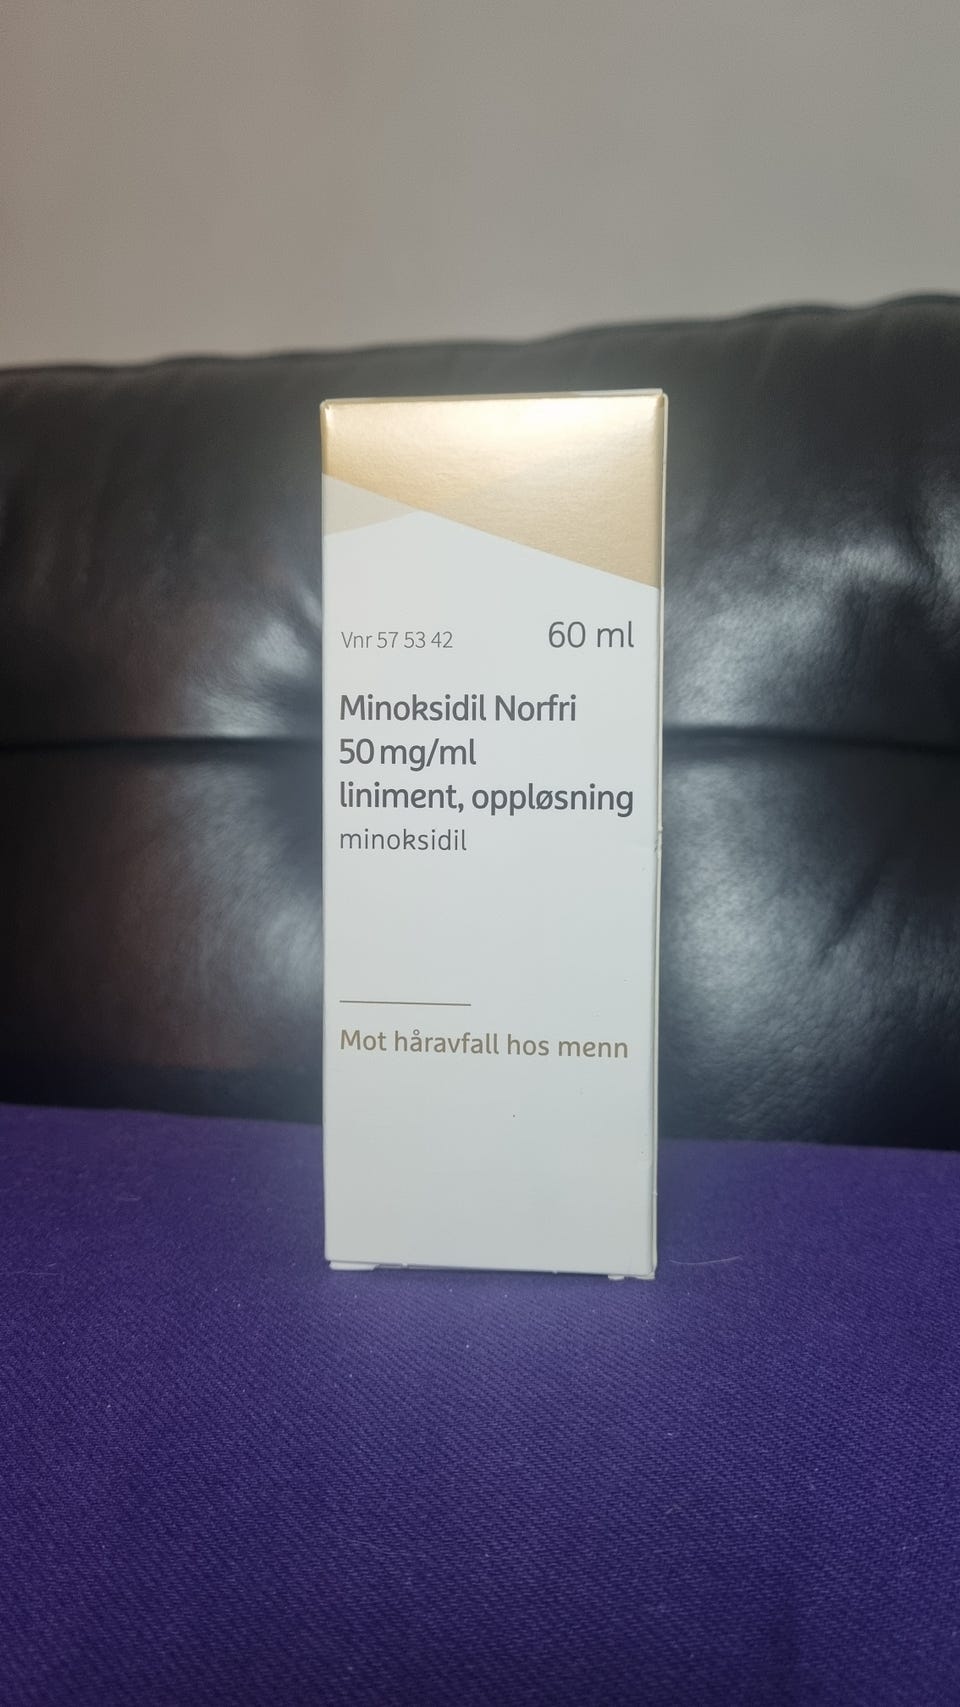 Vnr 57 53 42 60 ml
Minoksidil Norfri
50 mg/ml
liniment, oppløsning
minoksidil
Mot håravfall hos menn